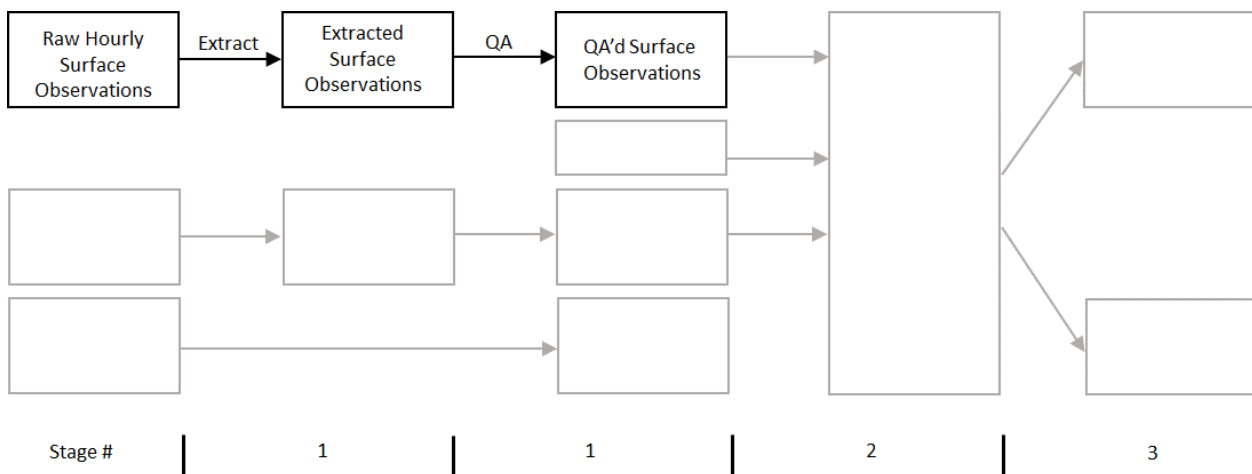 Raw Hourly
Surface
Observations
Extract
Extracted
Surface
Observations
QA
QA’d Surface
Observations
Stage #
1
1
2
3